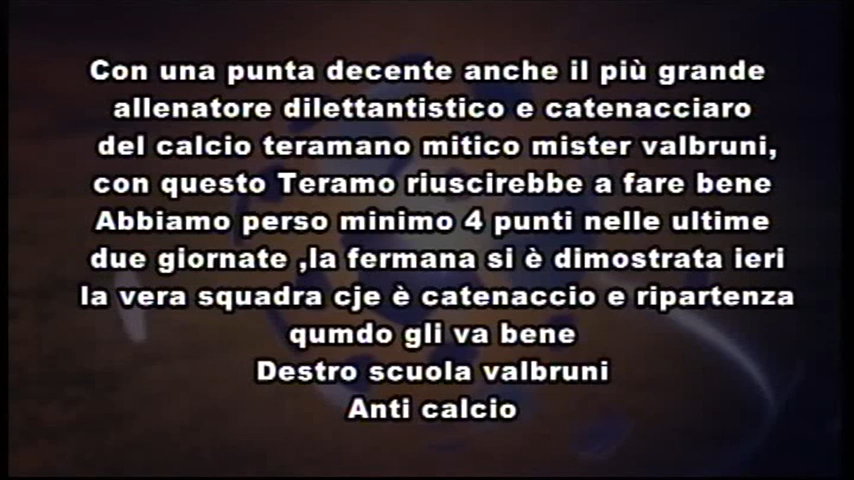 Con una punta decente anche il più grande
allenatore dilettantistico e catenacciaro
del calcio teramano mitico mister valbruni,
con questo Teramo riuscirebbe a fare bene
Abbiamo perso minimo 4 punti nelle ultime
due giornate ,la fermana si è dimostrata ieri
la vera squadra cje è catenaccio e ripartenza
qumdo gli va bene
Destro scuola valbruni
Anti calcio